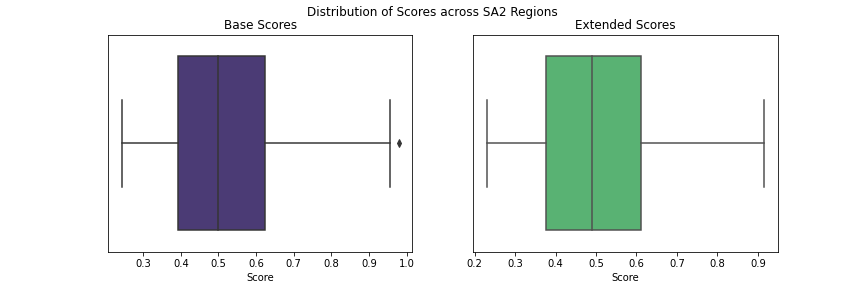 Distribution of Scores across SA2 Regions
Base Scores
Extended Scores
0.3 0.4 0.5 0.6 0.7 0.8 0.9 1.0
Score
0.2 0.3 0.4 0.5 0.6 0.7 0.8 0.9
Score